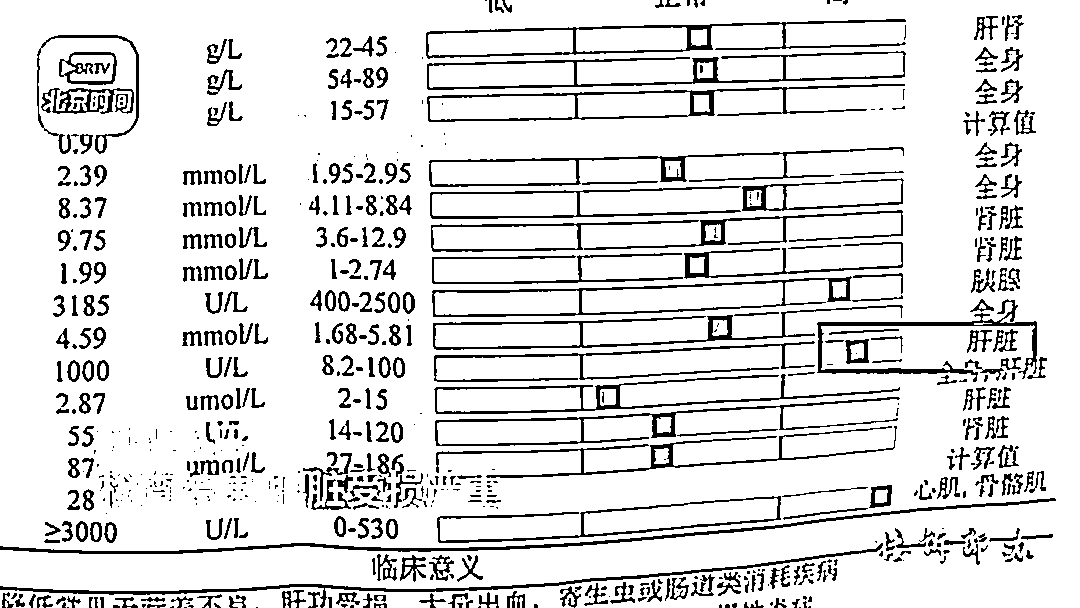 正常
g/L 22-45 肝肾
BRTV g/L 54-89 全身
北京时间 g/L 15-57 全身
0.90 计算值
2.39 mmol/L 1.95-2.95 全身
8.37 mmol/L 4.11-8.84 全身
9.75 mmol/L 3.6-12.9 肾脏
1.99 mmol/L 1-2.74 肾脏
3185 U/L 400-2500 胰腺
4.59 mmol/L 1.68-5.81 全身
1000 U/L 8.2-100 肝脏
2.87 umol/L 2-15 全身,肝脏
55 U/L 14-120 肝脏
87 umol/L 27-186 肾脏
28 脏受损严重 计算值
≥3000 U/L 0-530 心肌,骨骼肌
临床意义
降低常见于营养不良,肝功受损,大量出血,寄生虫或肠道类消耗疾病